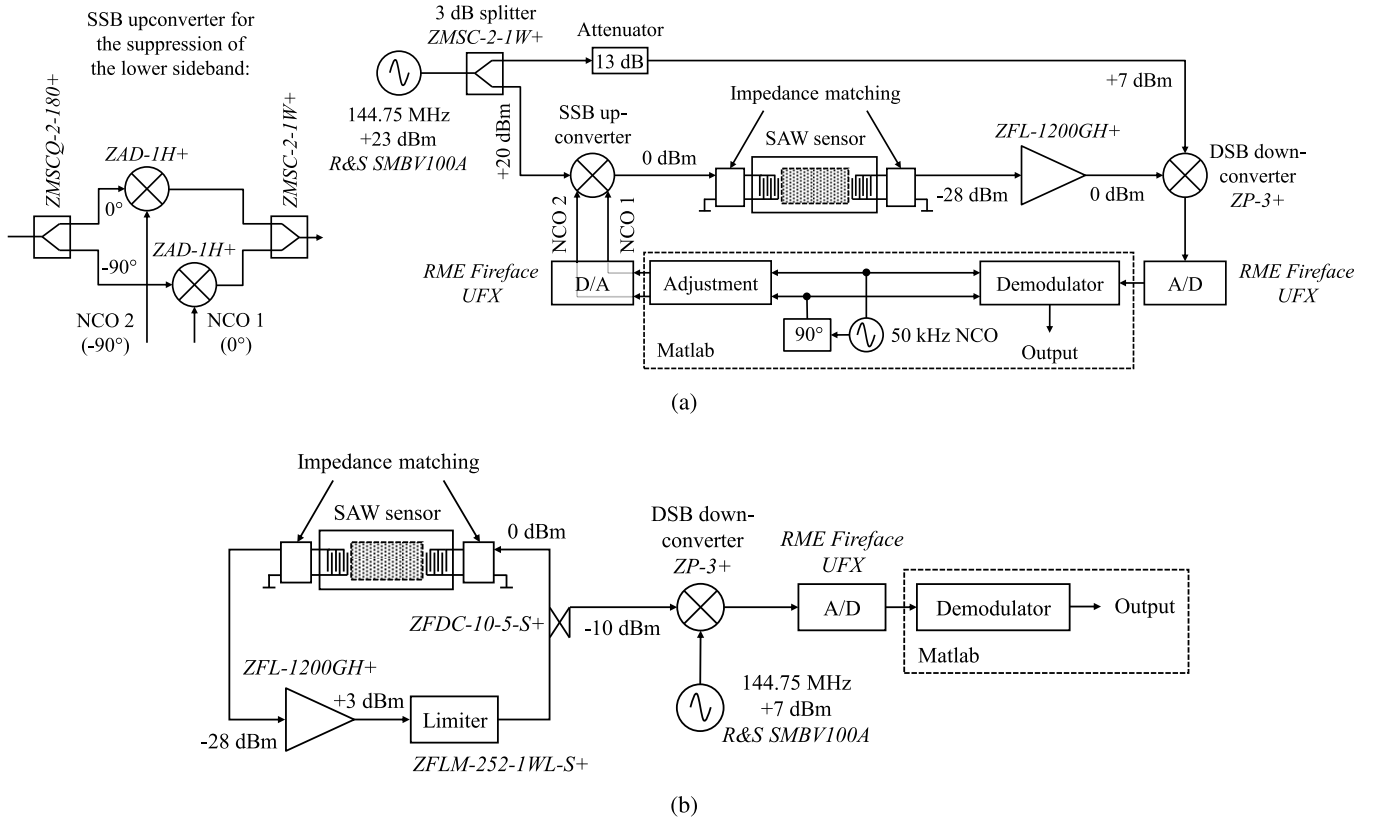 SSB upconverter for
the suppression of
the lower sideband:
ZMSCQ-2-180+
ZAD-1H+
0°
ZMSC-2-1W+
-90°
ZAD-1H+
NCO 2
(-90°)
NCO 1
(0°)
3 dB splitter
ZMSC-2-1W+
Attenuator
13 dB
144.75 MHz
+23 dBm
R&S SMBV100A
+20 dBm
SSB up-
converter
0 dBm
Impedance matching
SAW sensor
-28 dBm
ZFL-1200GH+
0 dBm
+7 dBm
DSB down-
converter
ZP-3+
NCO 2
NCO 1
RME Fireface
UFX
D/A
Adjustment
90°
50 kHz NCO
Demodulator
Output
Matlab
A/D
RME Fireface
UFX
(a)
Impedance matching
SAW sensor
0 dBm
ZFDC-10-5-S+
-10 dBm
ZFL-1200GH+
-28 dBm
+3 dBm
Limiter
ZFLM-252-1WL-S+
DSB down-
converter
ZP-3+
144.75 MHz
+7 dBm
R&S SMBV100A
RME Fireface
UFX
A/D
Demodulator
Output
Matlab
(b)